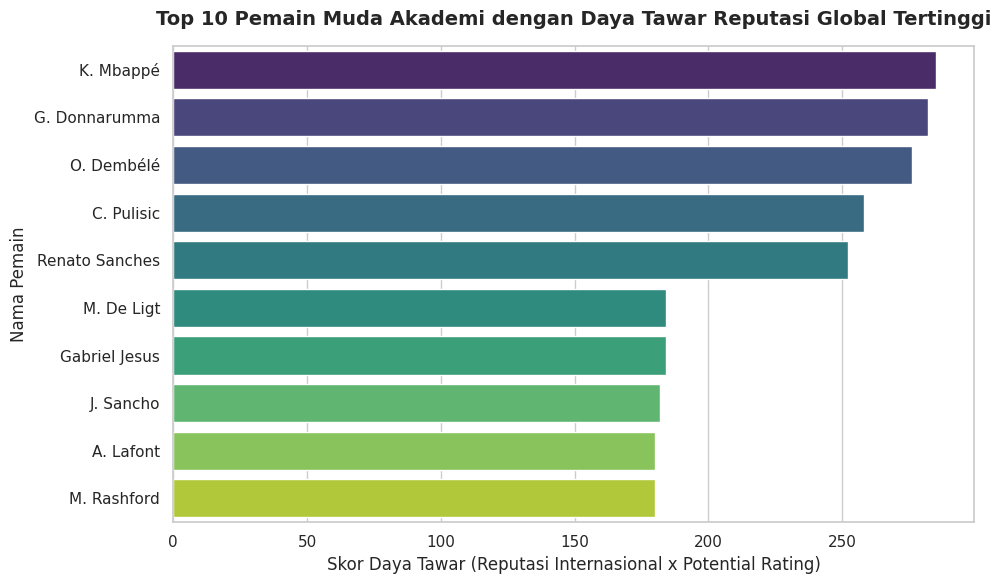 Top 10 Pemain Muda Akademi dengan Daya Tawar Reputasi Global Tertinggi
Nama Pemain
K. Mbappé
G. Donnarumma
O. Dembélé
C. Pulisic
Renato Sanches
M. De Ligt
Gabriel Jesus
J. Sancho
A. Lafont
M. Rashford
0 50 100 150 200 250
Skor Daya Tawar (Reputasi Internasional x Potential Rating)